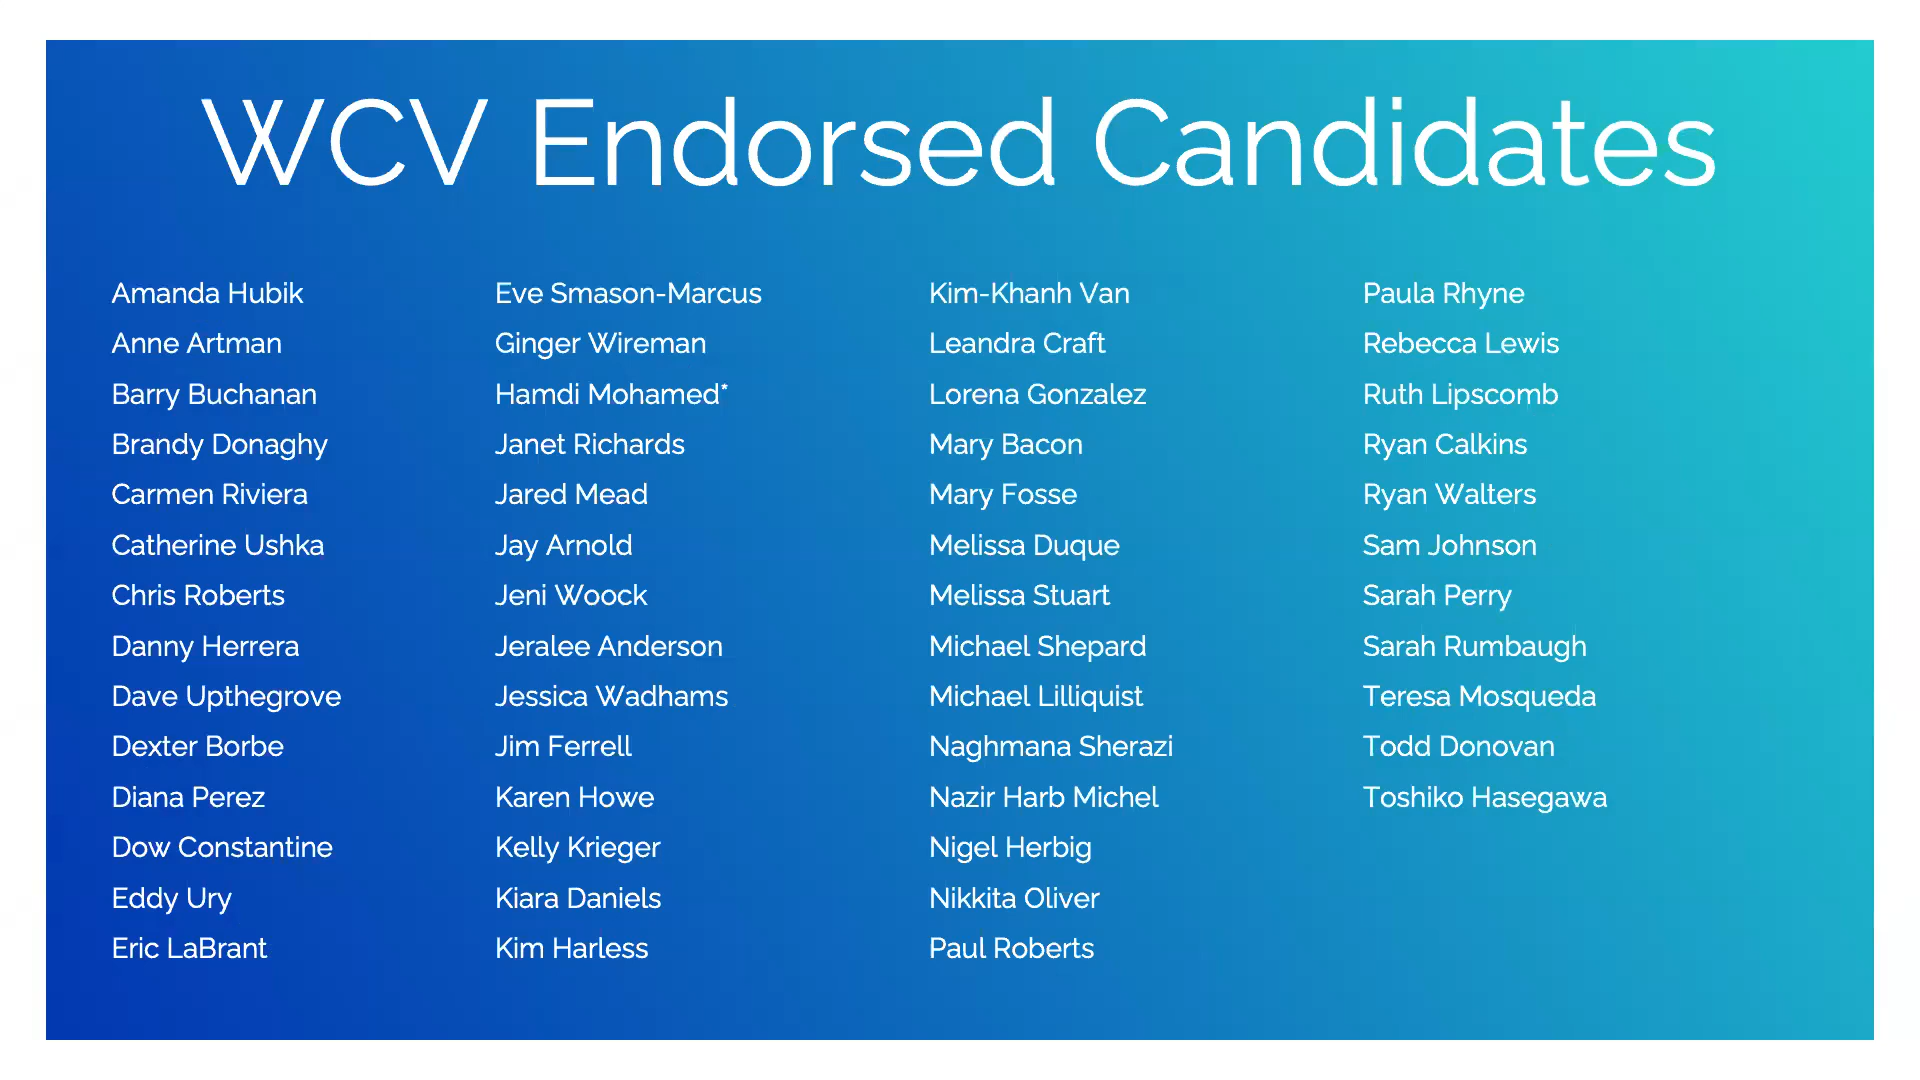 WCV Endorsed Candidates
Amanda Hubik
Anne Artman
Barry Buchanan
Brandy Donaghy
Carmen Riviera
Catherine Ushka
Chris Roberts
Danny Herrera
Dave Upthegrove
Dexter Borbe
Diana Perez
Dow Constantine
Eddy Ury
Eric LaBrant
Eve Smason-Marcus
Ginger Wireman
Hamdi Mohamed*
Janet Richards
Jared Mead
Jay Arnold
Jeni Woock
Jeralee Anderson
Jessica Wadhams
Jim Ferrell
Karen Howe
Kelly Krieger
Kiara Daniels
Kim Harless
Kim-Khanh Van
Leandra Craft
Lorena Gonzalez
Mary Bacon
Mary Fosse
Melissa Duque
Melissa Stuart
Michael Shepard
Michael Lilliquist
Naghmana Sherazi
Nazir Harb Michel
Nigel Herbig
Nikkita Oliver
Paul Roberts
Paula Rhyne
Rebecca Lewis
Ruth Lipscomb
Ryan Calkins
Ryan Walters
Sam Johnson
Sarah Perry
Sarah Rumbaugh
Teresa Mosqueda
Todd Donovan
Toshiko Hasegawa